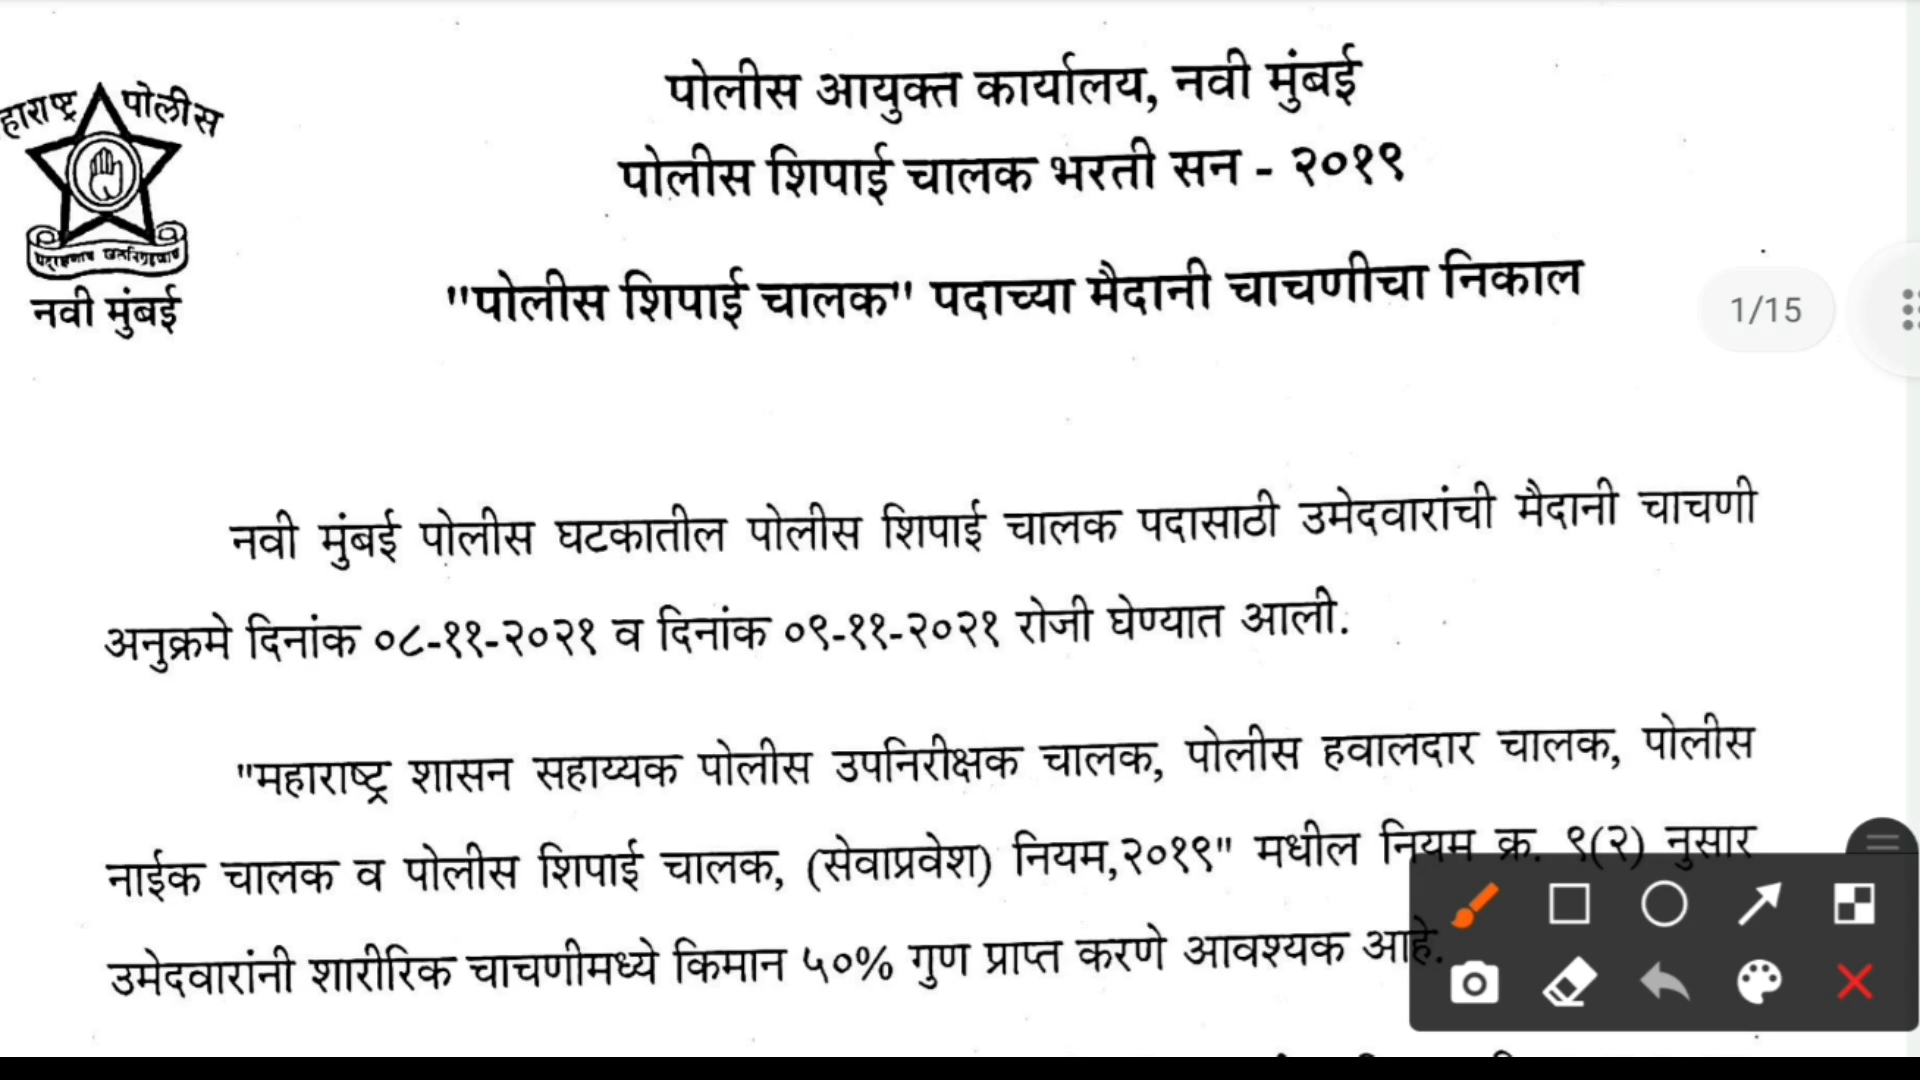 पोलीस आयुक्त कार्यालय, नवी मुंबई
पोलीस शिपाई चालक भरती सन - २०१९
हाराष्ट्र पोलीस
नवी मुंबई
"पोलीस शिपाई चालक" पदाच्या मैदानी चाचणीचा निकाल
1/15
नवी मुंबई पोलीस घटकातील पोलीस शिपाई चालक पदासाठी उमेदवारांची मैदानी चाचणी
अनुक्रमे दिनांक ०८-११-२०२१ व दिनांक ०९-११-२०२१ रोजी घेण्यात आली.
"महाराष्ट्र शासन सहाय्यक पोलीस उपनिरीक्षक चालक, पोलीस हवालदार चालक, पोलीस
नाईक चालक व पोलीस शिपाई चालक, (सेवाप्रवेश) नियम,२०१९" मधील नियम क्र. ९(२) नुसार
उमेदवारांनी शारीरिक चाचणीमध्ये किमान ५०% गुण प्राप्त करणे आवश्यक आहे.